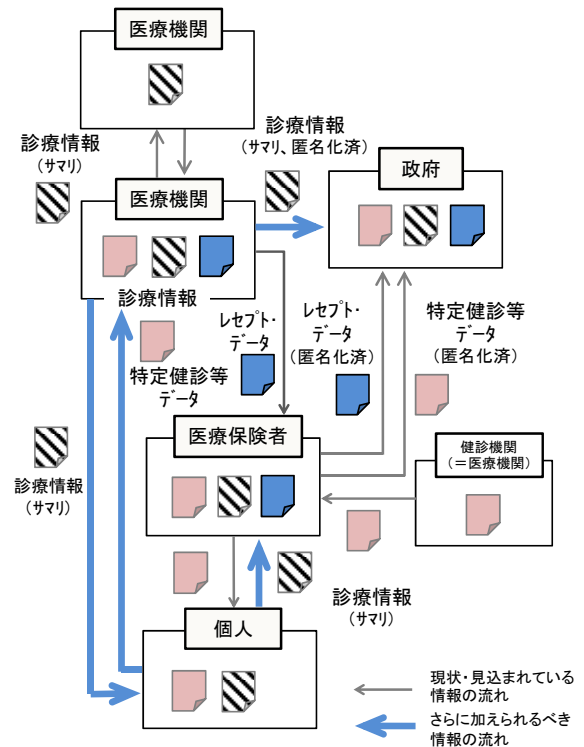 医療機関
診療情報
(サマリ)
診療情報
(サマリ、匿名化済)
医療機関
政府
診療情報
レセプト・
データ
レセプト・
データ
(匿名化済)
特定健診等
データ
(匿名化済)
特定健診等
データ
医療保険者
健診機関
(=医療機関)
診療情報
(サマリ)
診療情報
(サマリ)
個人
現状・見込まれている
情報の流れ
さらに加えられるべき
情報の流れ